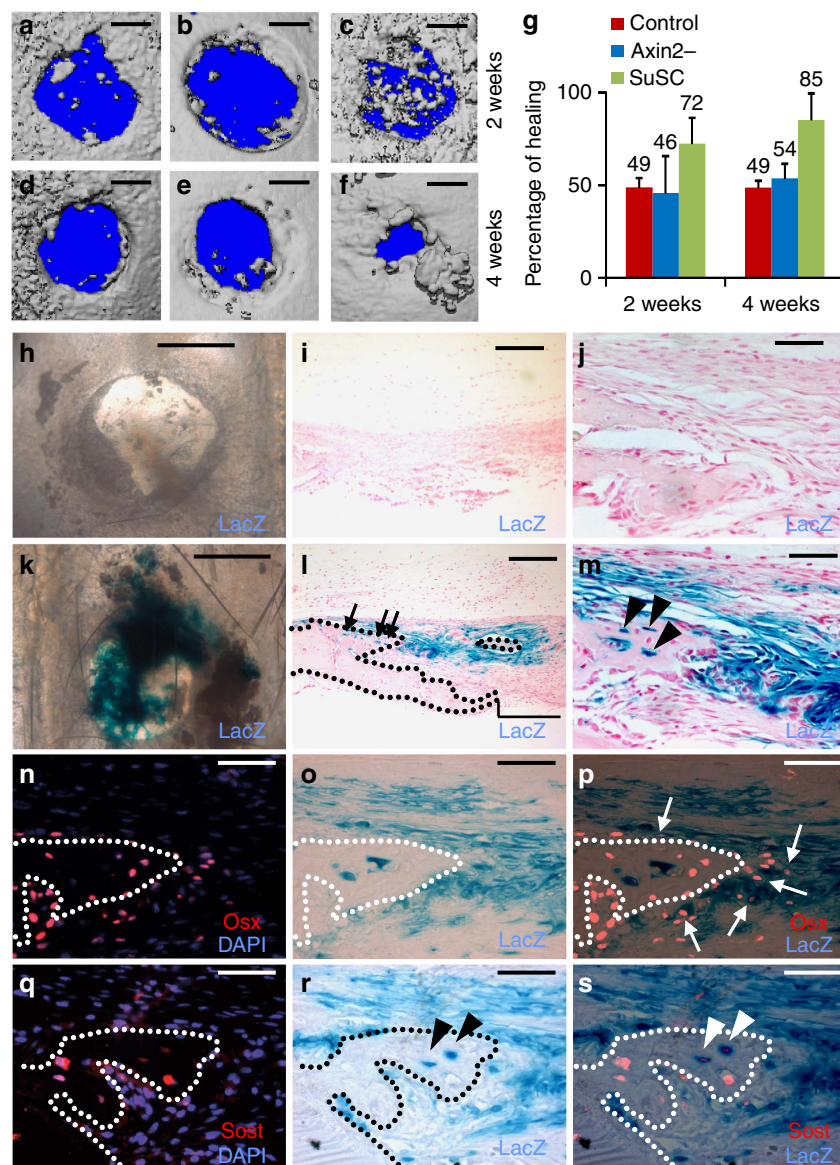 a
b
c
2 weeks
d
e
f
4 weeks
g
Control
Axin2–
SuSC
Percentage of healing
100
50
0
49
46
72
49
54
85
2 weeks
4 weeks
h
LacZ
i
LacZ
j
LacZ
k
LacZ
l
LacZ
m
LacZ
n
Osx
DAPI
o
LacZ
p
Osx
LacZ
q
Sost
DAPI
r
LacZ
s
Sost
LacZ